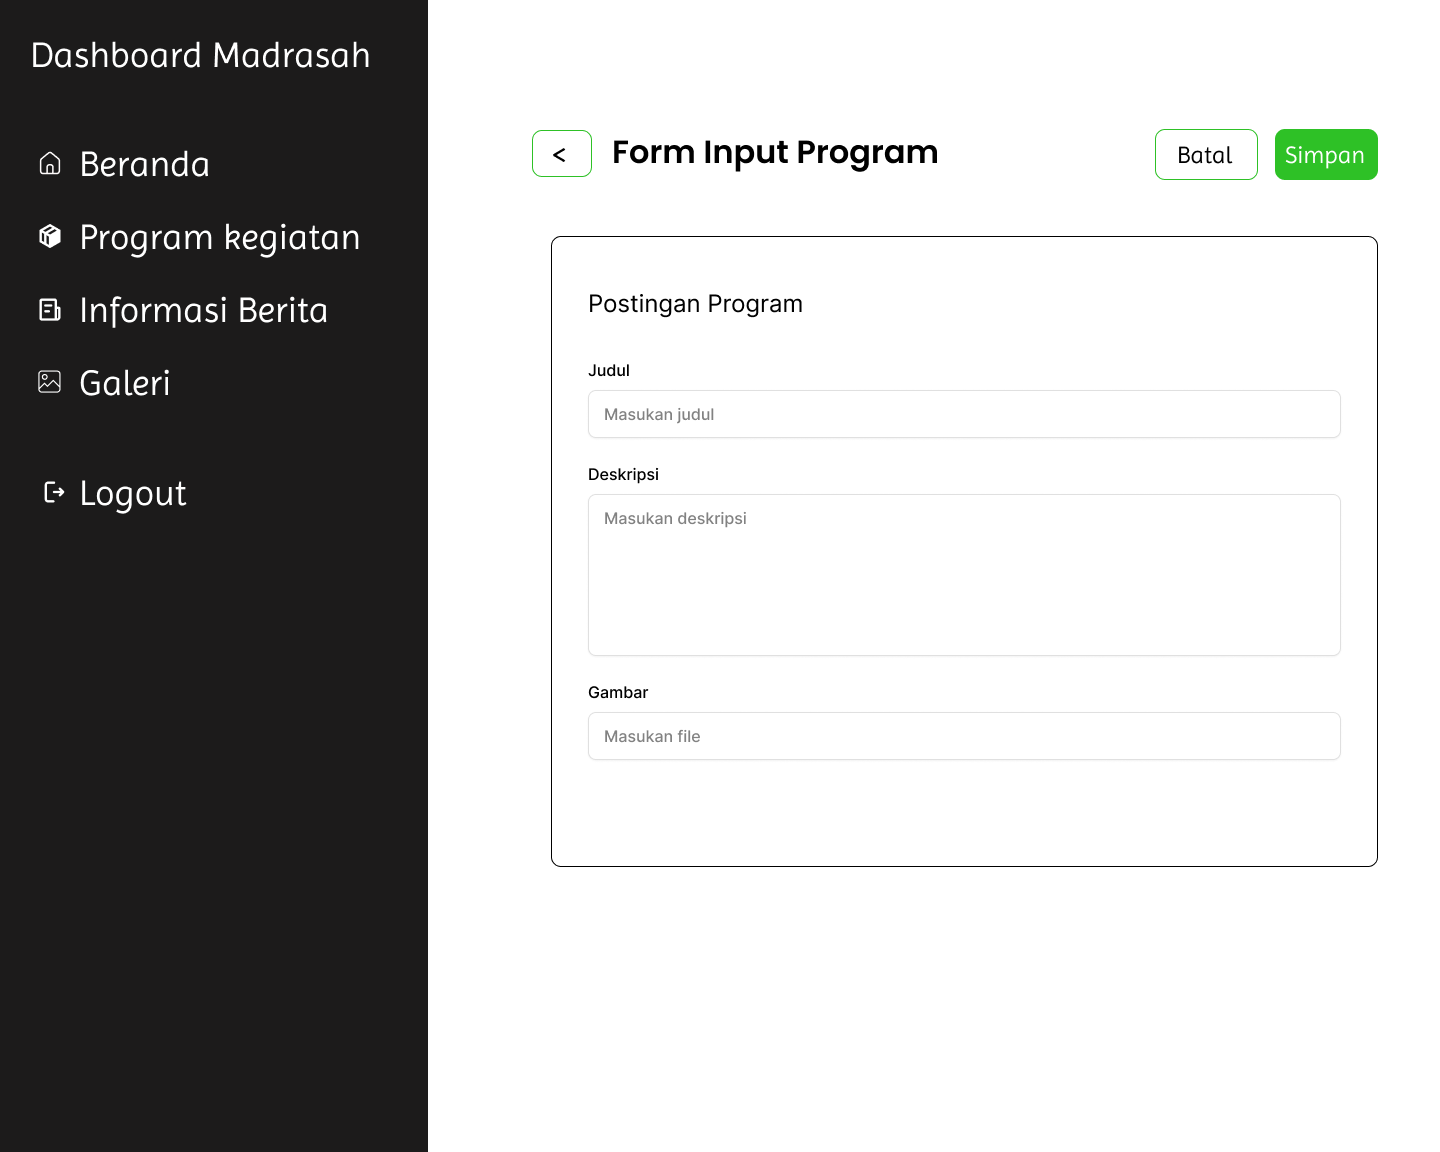 Dashboard Madrasah
Beranda
Program kegiatan
Informasi Berita
Galeri
Logout
< Form Input Program
Batal
Simpan
Postingan Program
Judul
Masukan judul
Deskripsi
Masukan deskripsi
Gambar
Masukan file